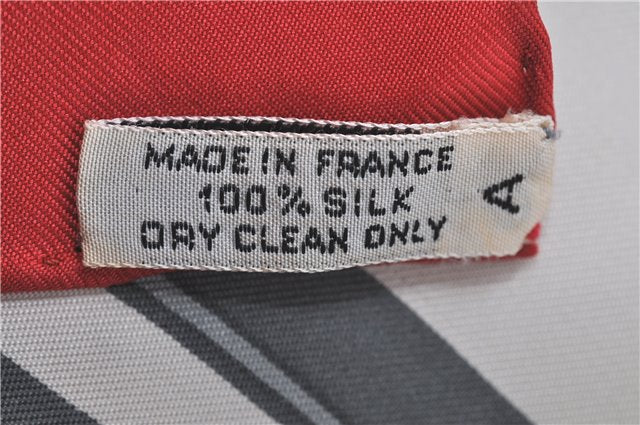 MADE IN FRANCE
100% SILK
DRY CLEAN ONLY
A